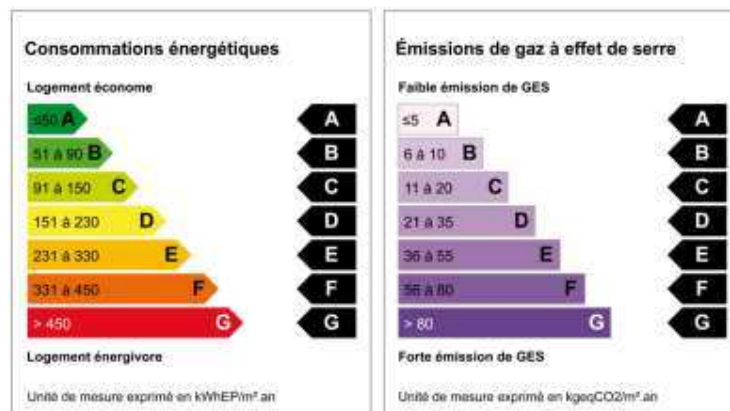 Consommations énergétiques
Logement économe
≤50 A A
51 à 90 B B
91 à 150 C C
151 à 230 D D
231 à 330 E E
331 à 450 F F
> 450 G G
Logement énergivore
Unité de mesure exprimé en kWhEP/m².an
Émissions de gaz à effet de serre
Faible émission de GES
≤5 A A
6 à 10 B B
11 à 20 C C
21 à 35 D D
36 à 55 E E
56 à 80 F F
> 80 G G
Forte émission de GES
Unité de mesure exprimé en kgeqCO2/m².an